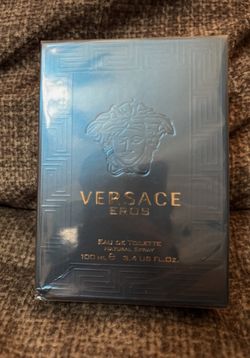 VERSACE
EROS
EAU DE TOILETTE
NATURAL SPRAY
100 ML ℮ 3.4 US FL.OZ.